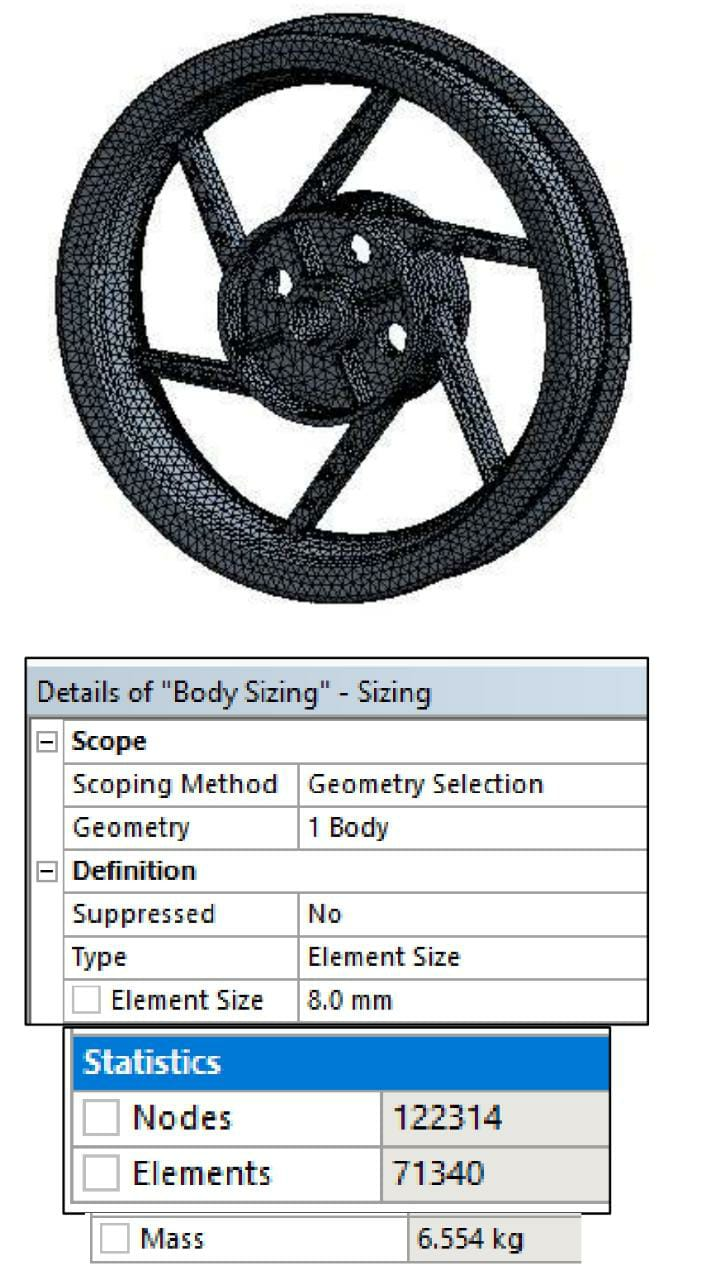 Details of "Body Sizing" - Sizing
Scope
Scoping Method Geometry Selection
Geometry 1 Body
Definition
Suppressed No
Type Element Size
Element Size 8.0 mm
Statistics
Nodes 122314
Elements 71340
Mass 6.554 kg